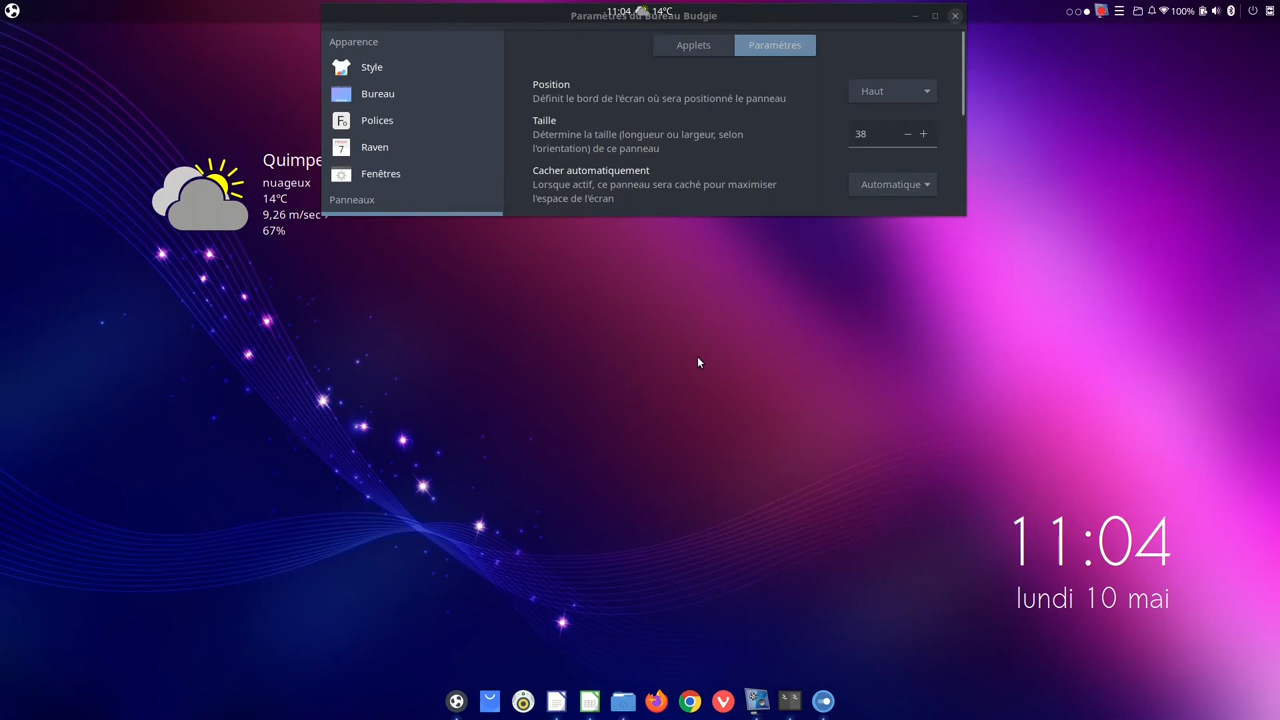 11:04 14°C
100%
Paramètres du Bureau Budgie
Apparence
Style
Bureau
Polices
Raven
Fenêtres
Panneaux
Applets
Paramètres
Position
Définit le bord de l'écran où sera positionné le panneau
Haut
Taille
Détermine la taille (longueur ou largeur, selon
l'orientation) de ce panneau
38
Cacher automatiquement
Lorsque actif, ce panneau sera caché pour maximiser
l'espace de l'écran
Automatique
Quimpe
nuageux
14°C
9,26 m/sec
67%
11:04
lundi 10 mai